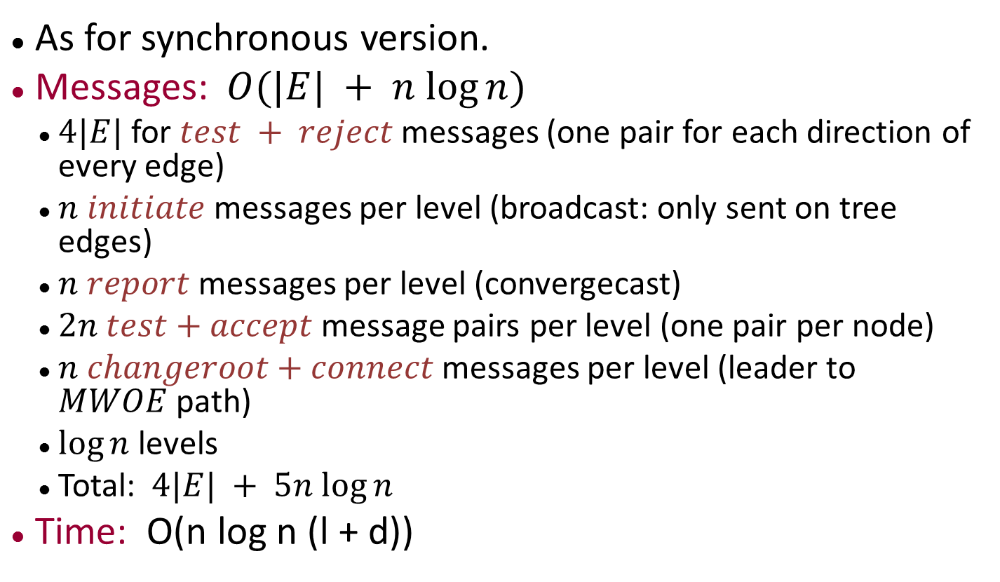 • As for synchronous version.
• Messages: O(|E| + n log n)
• 4|E| for test + reject messages (one pair for each direction of
every edge)
• n initiate messages per level (broadcast: only sent on tree
edges)
• n report messages per level (convergecast)
• 2n test + accept message pairs per level (one pair per node)
• n changeroot + connect messages per level (leader to
MWOE path)
• log n levels
• Total: 4|E| + 5n log n
• Time: O(n log n (l + d))